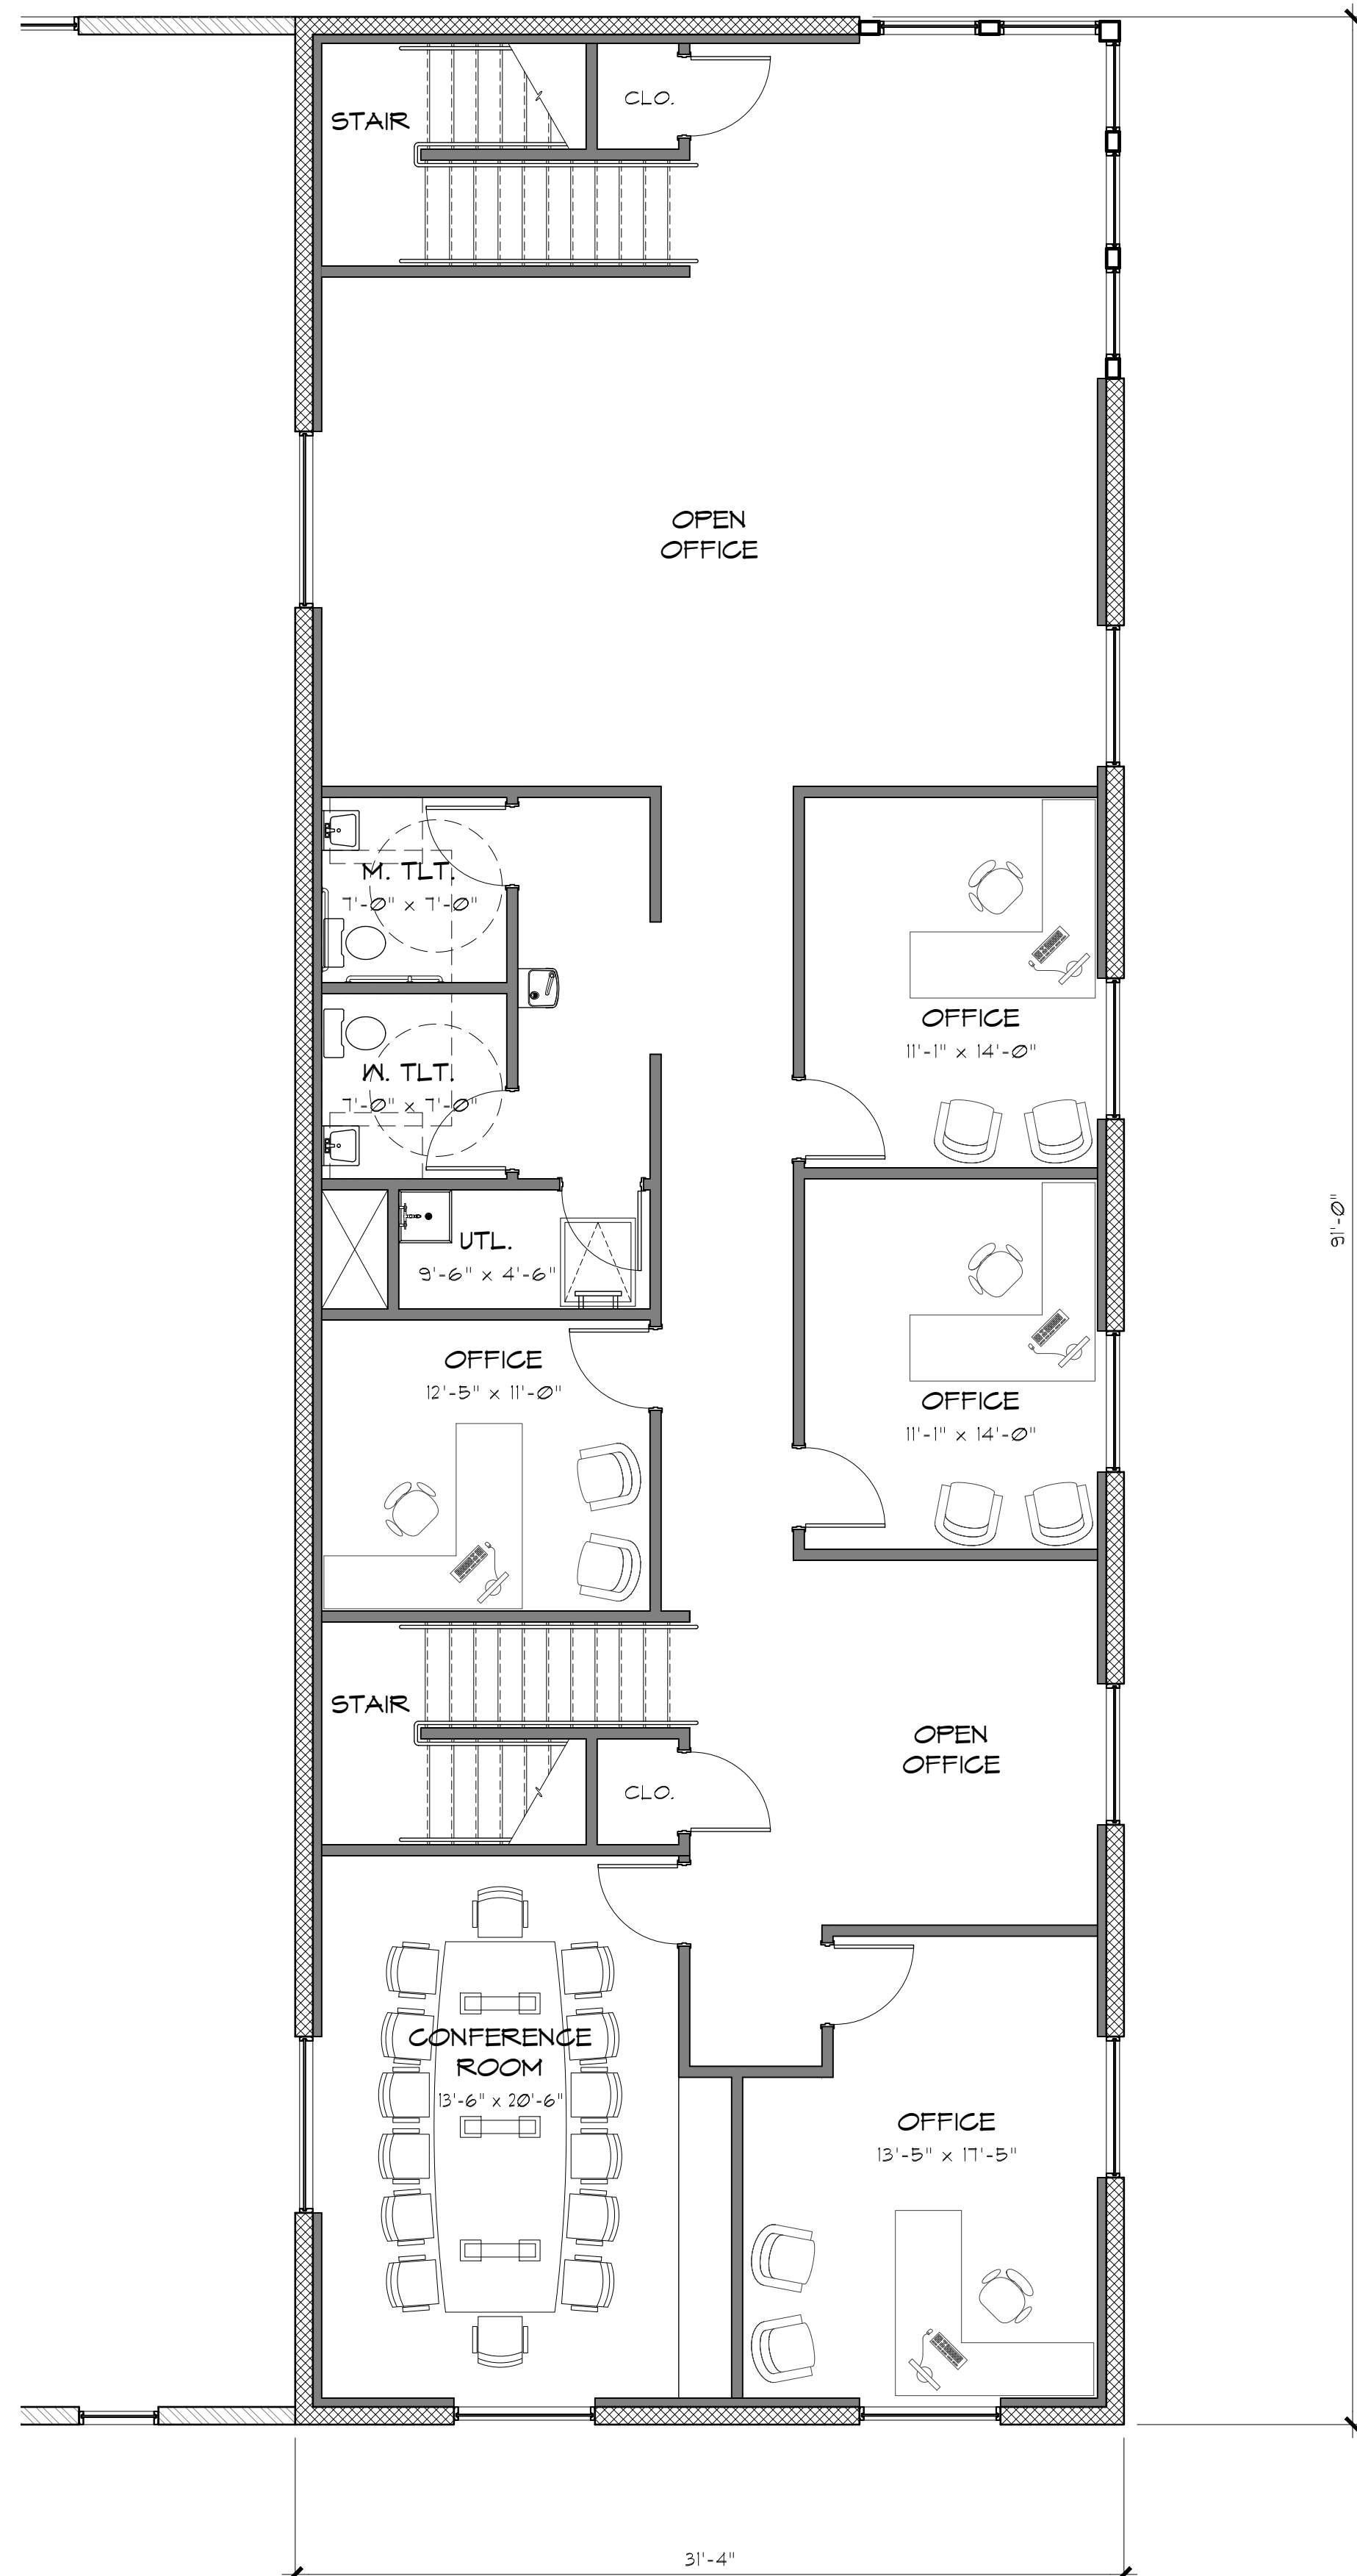 STAIR
CLO.
OPEN
OFFICE
M. TLT.
7'-0" x 7'-0"
OFFICE
11'-1" x 14'-0"
W. TLT.
7'-0" x 7'-0"
91'-0"
UTL.
9'-6" x 4'-6"
OFFICE
12'-5" x 11'-0"
OFFICE
11'-1" x 14'-0"
STAIR
OPEN
OFFICE
CLO.
CONFERENCE
ROOM
13'-6" x 20'-6"
OFFICE
13'-5" x 17'-5"
31'-4"